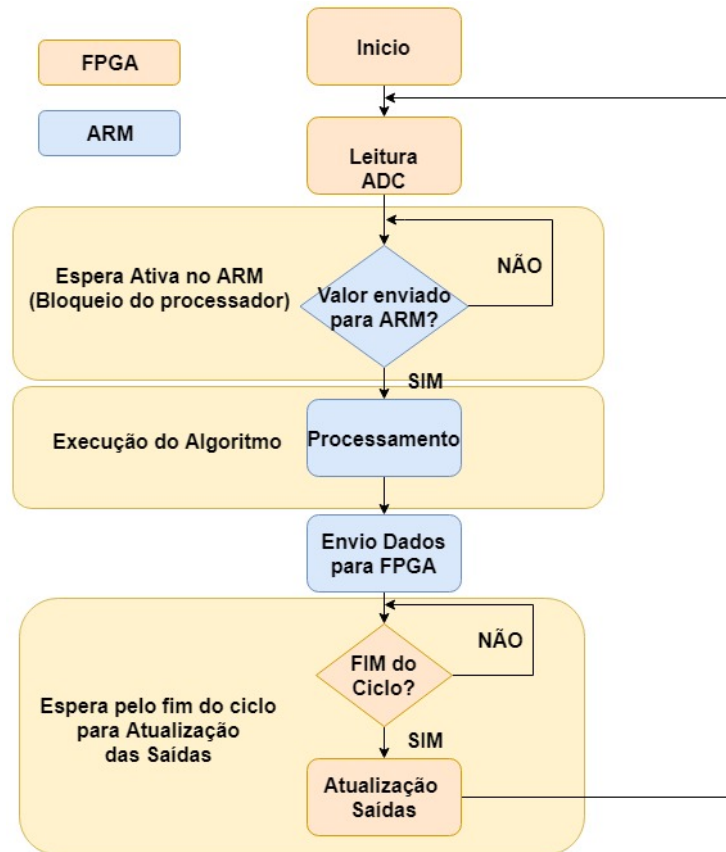 FPGA
ARM
Inicio
Leitura
ADC
Espera Ativa no ARM
(Bloqueio do processador)
Valor enviado
para ARM?
NÃO
SIM
Execução do Algoritmo
Processamento
Envio Dados
para FPGA
Espera pelo fim do ciclo
para Atualização
das Saídas
FIM do
Ciclo?
NÃO
SIM
Atualização
Saídas